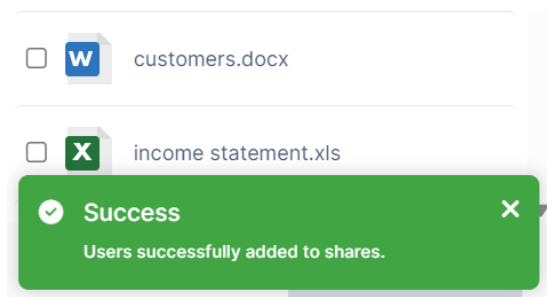 W
customers.docx
X
income statement.xls
Success
Users successfully added to shares.